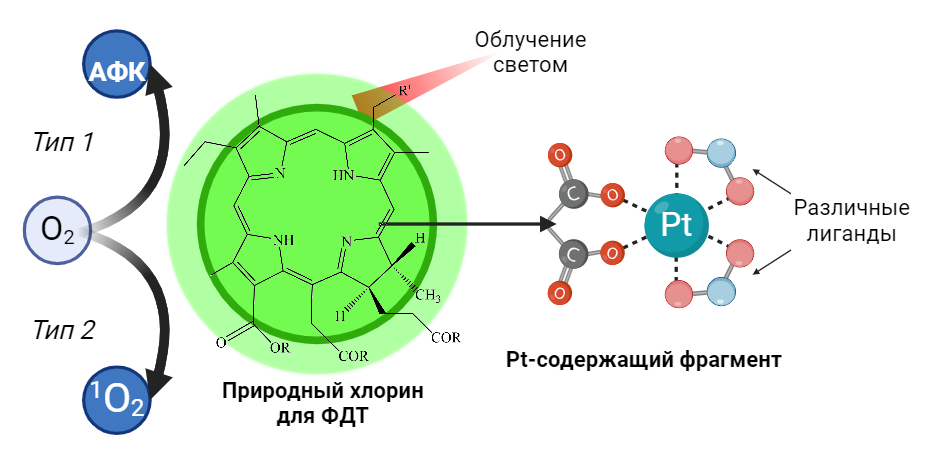 Облучение
светом
АФК
Тип 1
O₂
Тип 2
¹O₂
R'
N
HN
NH
N
H
H
CH₃
O
OR
COR
COR
Природный хлорин
для ФДТ
O
C
O
C
O
O
Pt
Различные
лиганды
Pt-содержащий фрагмент